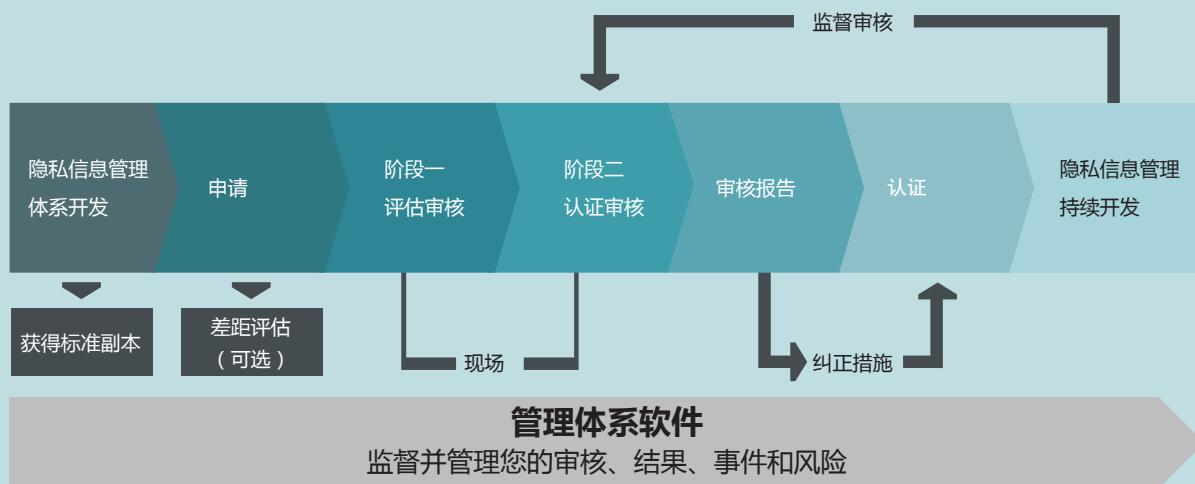 监督审核
隐私信息管理
体系开发
申请
阶段一
评估审核
阶段二
认证审核
审核报告
认证
隐私信息管理
持续开发
获得标准副本
差距评估
（可选）
现场
纠正措施
管理体系软件
监督并管理您的审核、结果、事件和风险